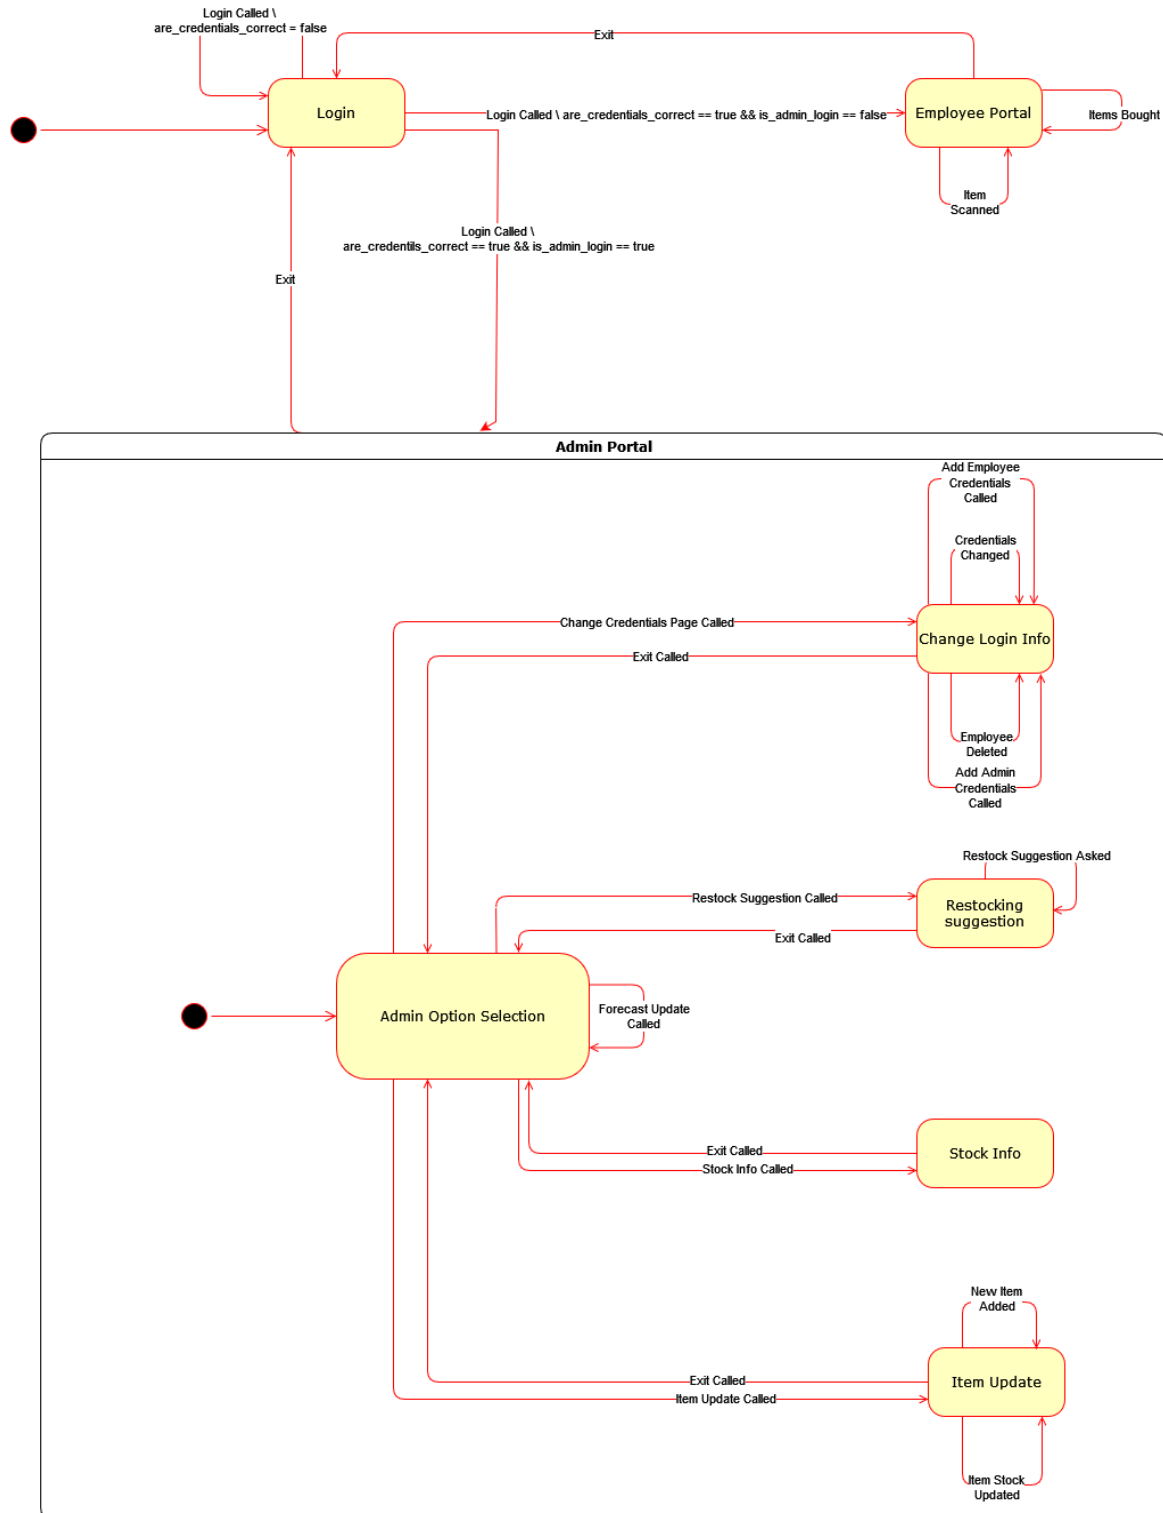 Login Called \
are_credentials_correct = false
Exit
Login
Login Called \ are_credentials_correct == true && is_admin_login == false
Employee Portal
Items Bought
Item
Scanned
Login Called \
are_credentils_correct == true && is_admin_login == true
Exit
Admin Portal
Add Employee
Credentials
Called
Credentials
Changed
Change Credentials Page Called
Change Login Info
Exit Called
Employee
Deleted
Add Admin
Credentials
Called
Restock Suggestion Asked
Restock Suggestion Called
Restocking
suggestion
Exit Called
Admin Option Selection
Forecast Update
Called
Exit Called
Stock Info
Stock Info Called
New Item
Added
Exit Called
Item Update
Item Update Called
Item Stock
Updated